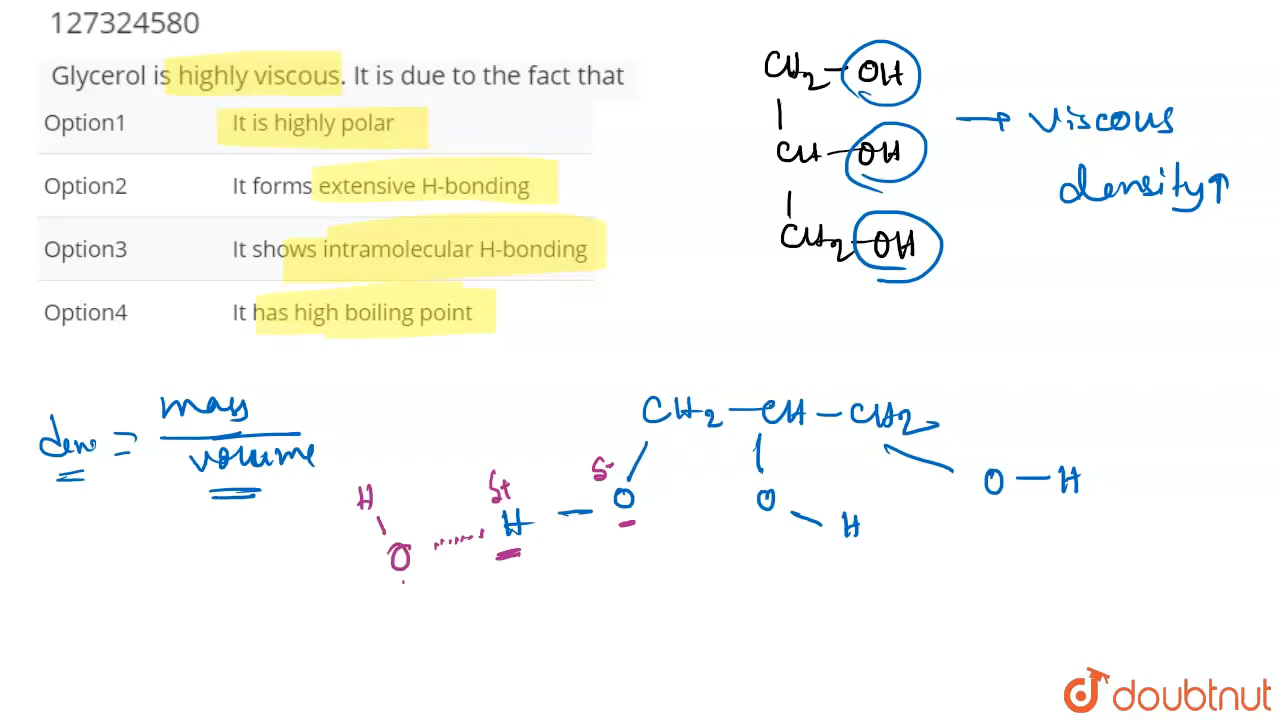 127324580
Glycerol is highly viscous. It is due to the fact that
Option1 It is highly polar
Option2 It forms extensive H-bonding
Option3 It shows intramolecular H-bonding
Option4 It has high boiling point
CH2 - OH
|
CH - OH
|
CH2 - OH
→ viscous
density↑
=
volume
CH2 - CH - CH2
O - H
O
H
O
H
δ+
δ-
H
O
doubtnut